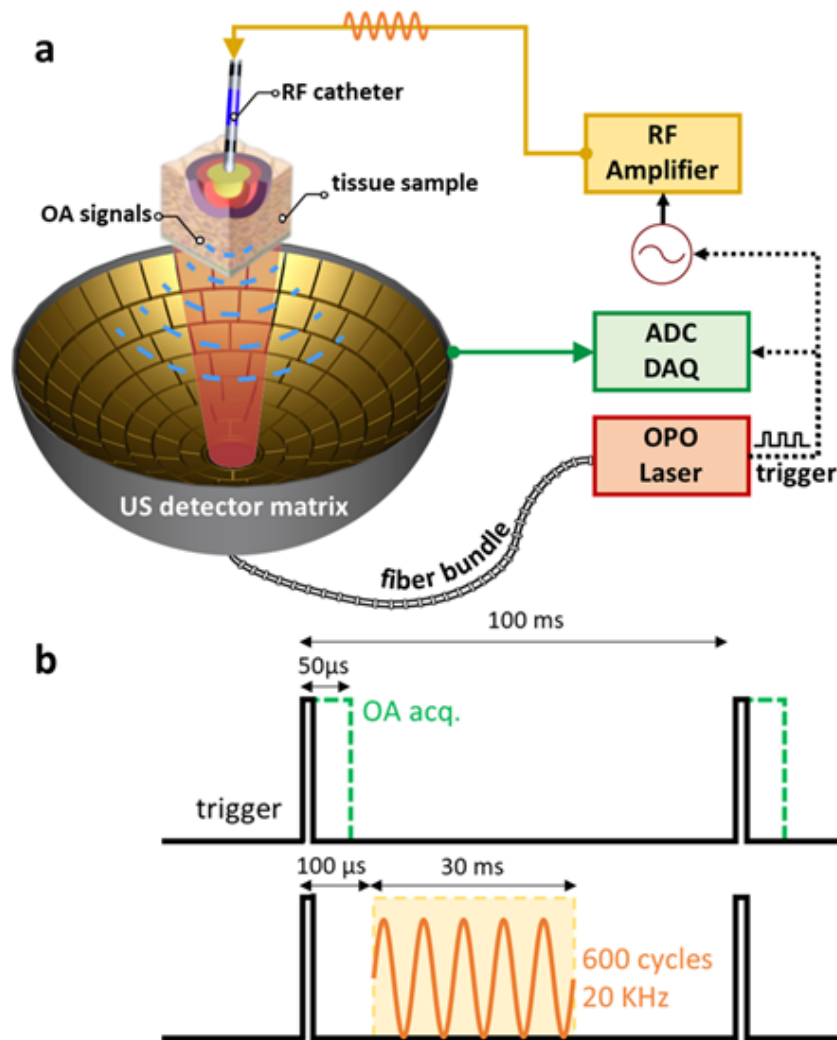 a
RF catheter
RF
Amplifier
tissue sample
OA signals
ADC
DAQ
OPO
Laser
trigger
US detector matrix
fiber bundle
b
100 ms
50μs
OA acq.
trigger
100 μs
30 ms
600 cycles
20 KHz